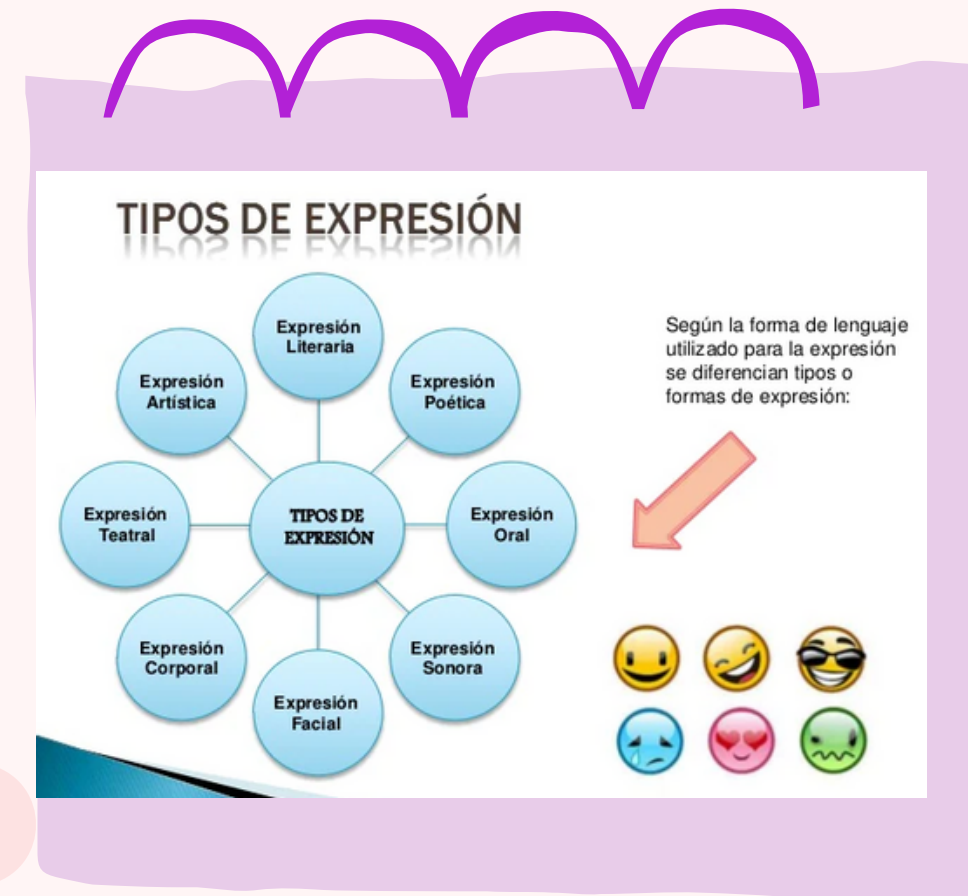 TIPOS DE EXPRESIÓN
Expresión
Literaria
Expresión
Poética
Expresión
Oral
Expresión
Sonora
Expresión
Facial
Expresión
Corporal
Expresión
Teatral
Expresión
Artística
TIPOS DE
EXPRESIÓN
Según la forma de lenguaje
utilizado para la expresión
se diferencian tipos o
formas de expresión: